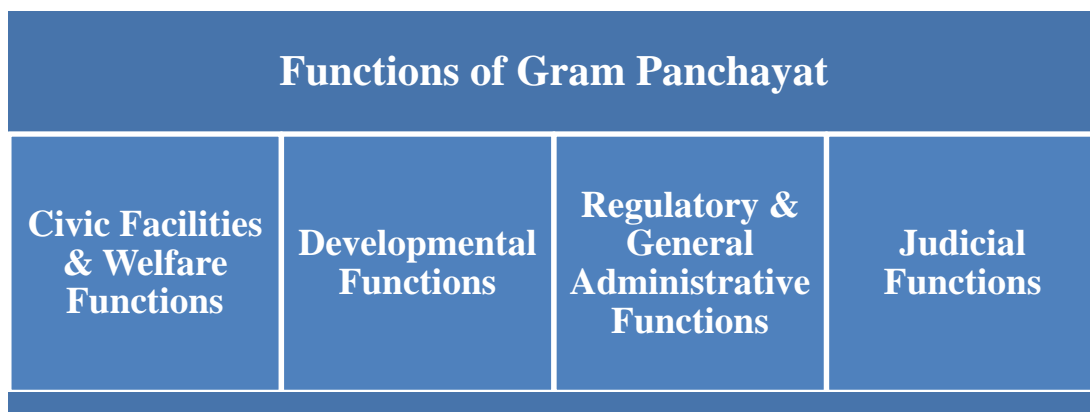 Functions of Gram Panchayat
Civic Facilities
& Welfare
Functions
Developmental
Functions
Regulatory &
General
Administrative
Functions
Judicial
Functions